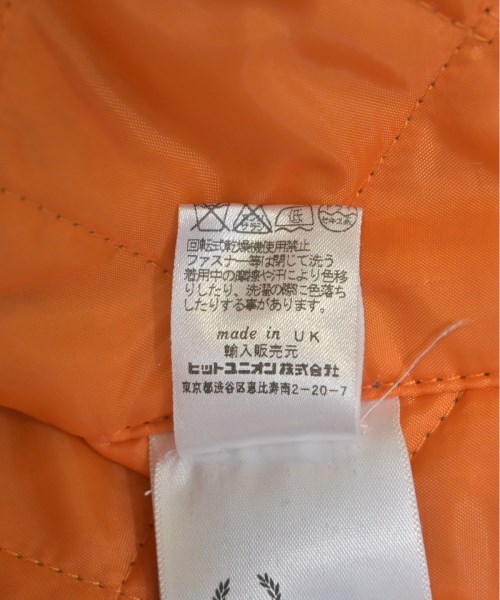 低
回転式乾燥機使用禁止
ファスナー等は閉じて洗う
着用中の摩擦や汗により色移
りしたり、洗濯の際に色落ち
したりする事があります。
made in UK
輸入販売元
ヒットユニオン株式会社
東京都渋谷区恵比寿南2-20-7